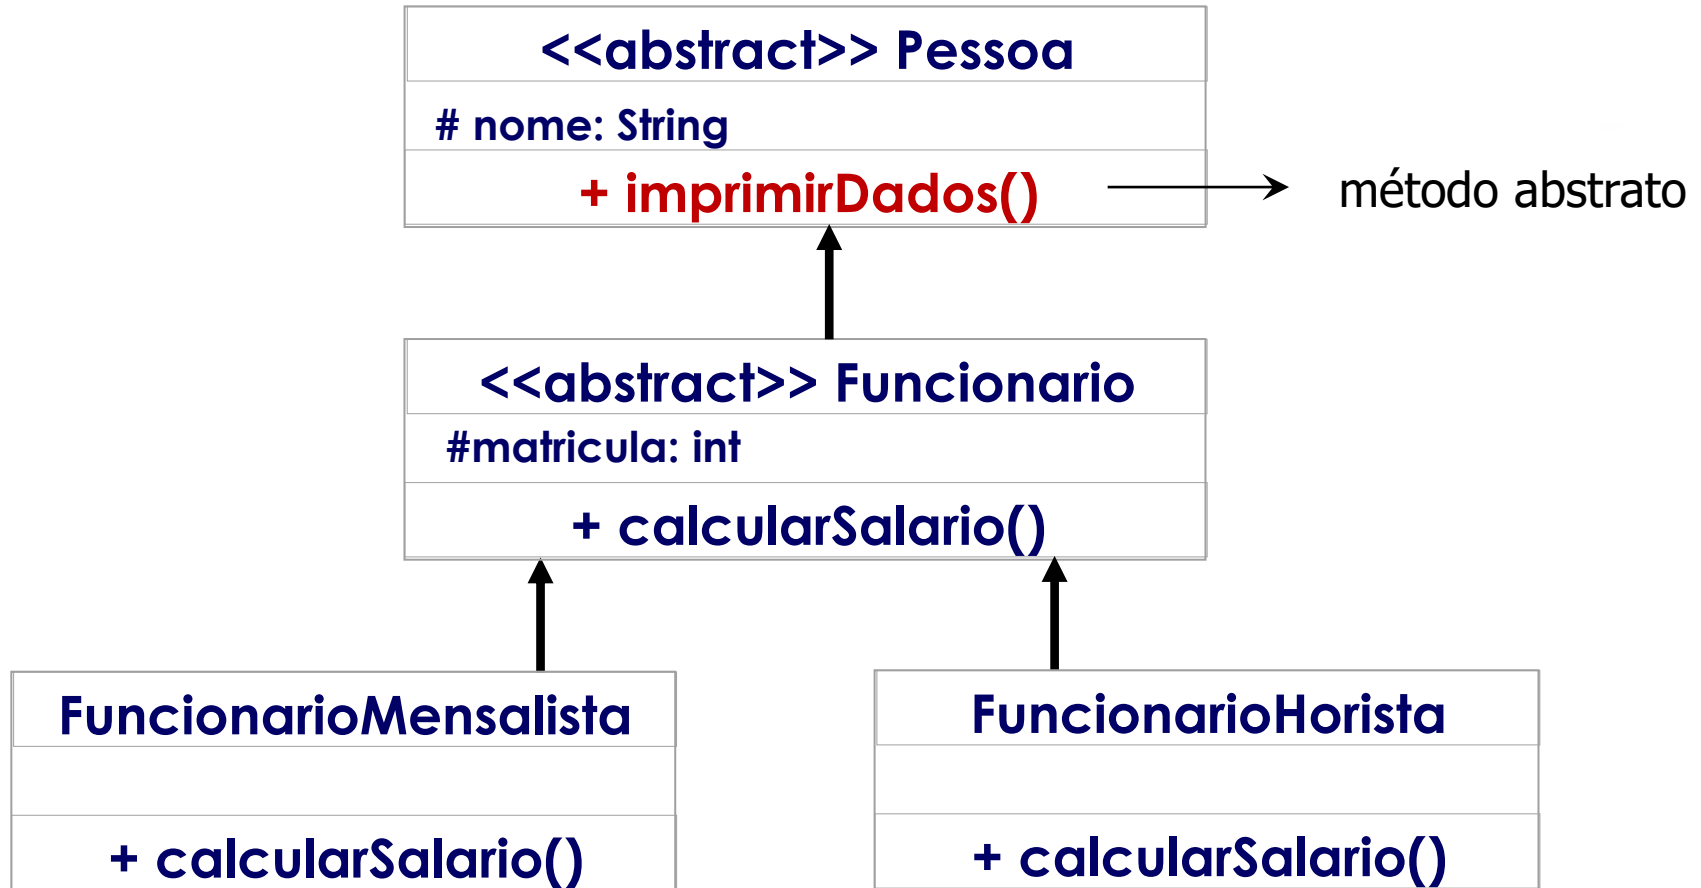 <<abstract>> Pessoa
# nome: String
+ imprimirDados()
método abstrato
<<abstract>> Funcionario
#matricula: int
+ calcularSalario()
FuncionarioMensalista
+ calcularSalario()
FuncionarioHorista
+ calcularSalario()